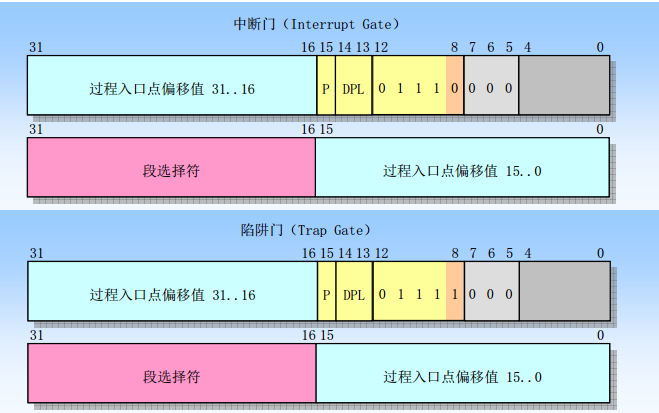 中断门（Interrupt Gate）
31 16 15 14 13 12 8 7 6 5 4 0
过程入口点偏移值 31..16 P DPL 0 1 1 1 0 0 0 0
31 16 15 0
段选择符 过程入口点偏移值 15..0
陷阱门（Trap Gate）
31 16 15 14 13 12 8 7 6 5 4 0
过程入口点偏移值 31..16 P DPL 0 1 1 1 1 0 0 0
31 16 15 0
段选择符 过程入口点偏移值 15..0